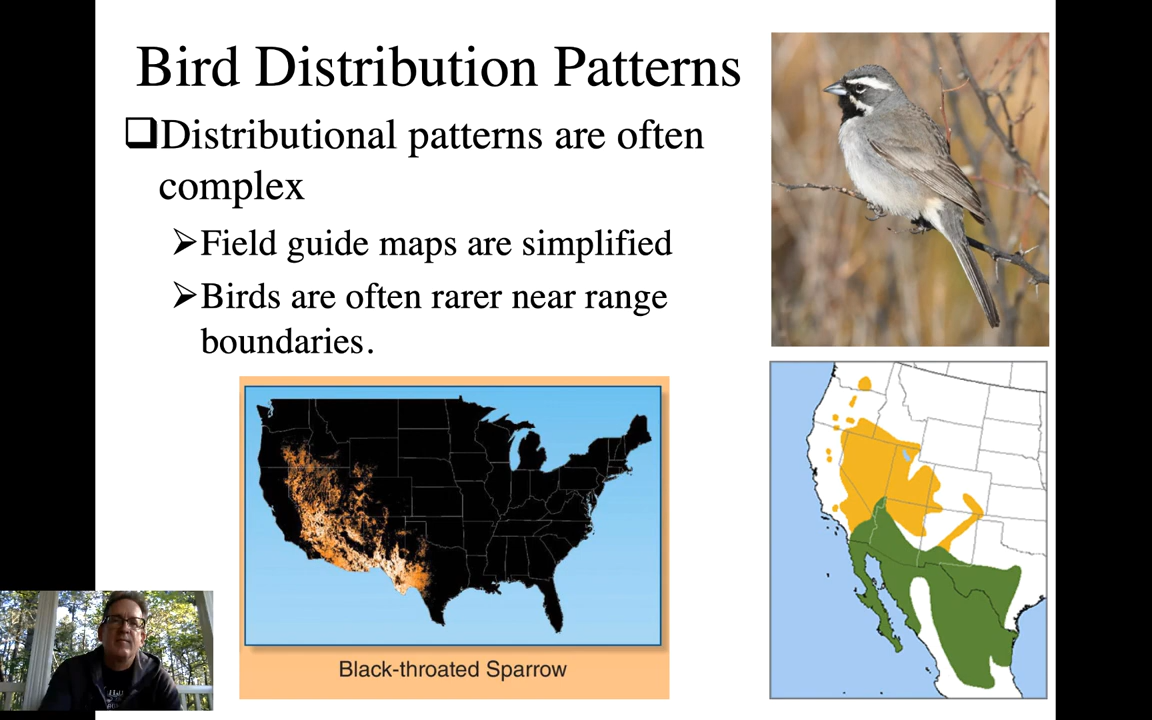 Bird Distribution Patterns
Distributional patterns are often
complex
Field guide maps are simplified
Birds are often rarer near range
boundaries.
Black-throated Sparrow